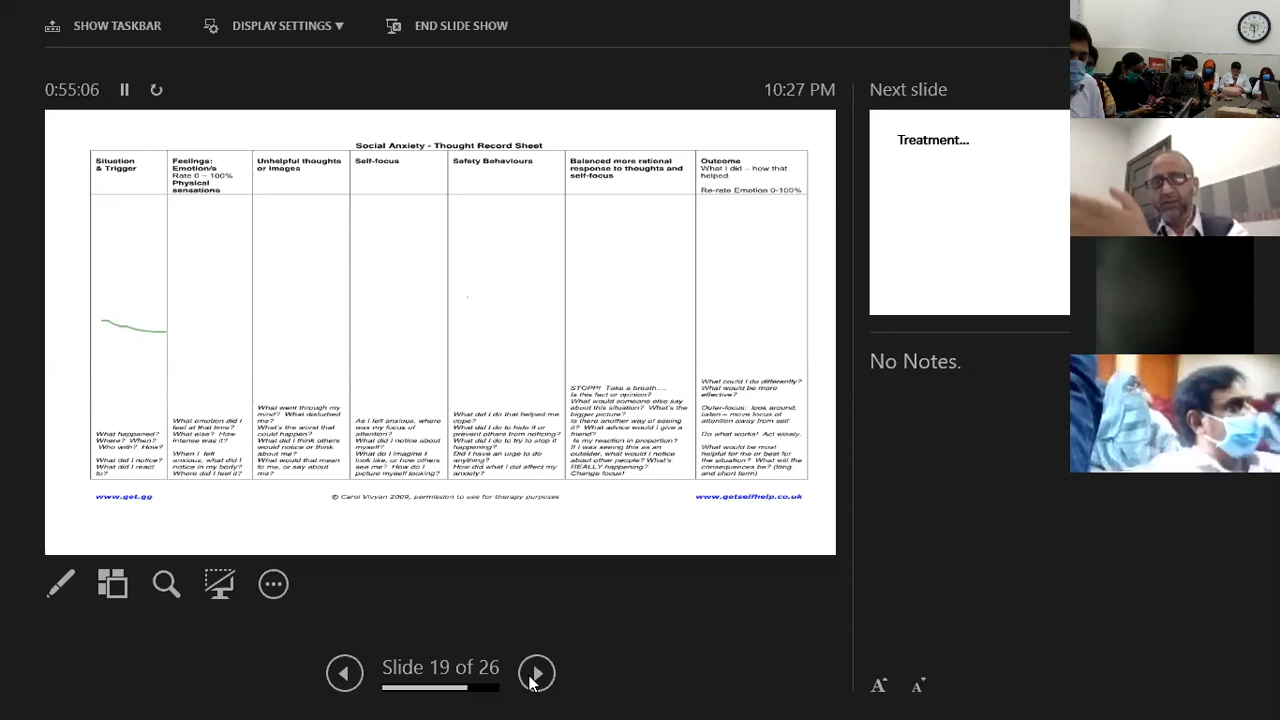 SHOW TASKBAR
DISPLAY SETTINGS
END SLIDE SHOW
0:55:06
10:27 PM
Social Anxiety - Thought Record Sheet
Situation
& Trigger
Feelings:
Emotion/s
Rate 0 – 100%
Physical
sensations
Unhelpful thoughts
or images
Self-focus
Safety Behaviours
Balanced more rational
response to thoughts and
self-focus
Outcome
What I did – how that
helped.
Re-rate Emotion 0-100%
What happened?
Where? When?
Who with? How?
What did I notice?
What did I react
to?
What emotion did I
feel at that time?
What else? How
intense was it?
When I felt
anxious, what did I
notice in my body?
Where did I feel it?
What went through my
mind? What disturbed
me?
What's the worst that
could happen?
What did I think others
would notice or think
about me?
What would that mean
to me, or say about
me?
As I felt anxious, where
was my focus of
attention?
What did I notice about
myself?
What do I imagine I
look like, or how others
see me? How do I
picture myself looking?
What did I do that helped me
cope?
What did I do to hide it or
prevent others from noticing?
What did I do to try to stop it
happening?
Did I have an urge to do
anything?
How did what I did affect my
anxiety?
STOPP! Take a breath....
Is this fact or opinion?
What would someone else say
about this situation? What's the
bigger picture?
Is there another way of seeing
it? What advice would I give a
friend?
Is my reaction in proportion?
If I was seeing this as an
outsider, what would I notice
about other people? What's
REALLY happening?
Change focus!
What could I do differently?
What would be more
effective?
Outer-focus: look around,
listen – move focus of
attention away from self
Do what works! Act wisely.
What would be most
helpful for me or best for
the situation? What will the
consequences be? (long
and short term)
www.get.gg
© Carol Vivyan 2009, permission to use for therapy purposes
www.getselfhelp.co.uk
Slide 19 of 26
Next slide
Treatment...
No Notes.
A
A